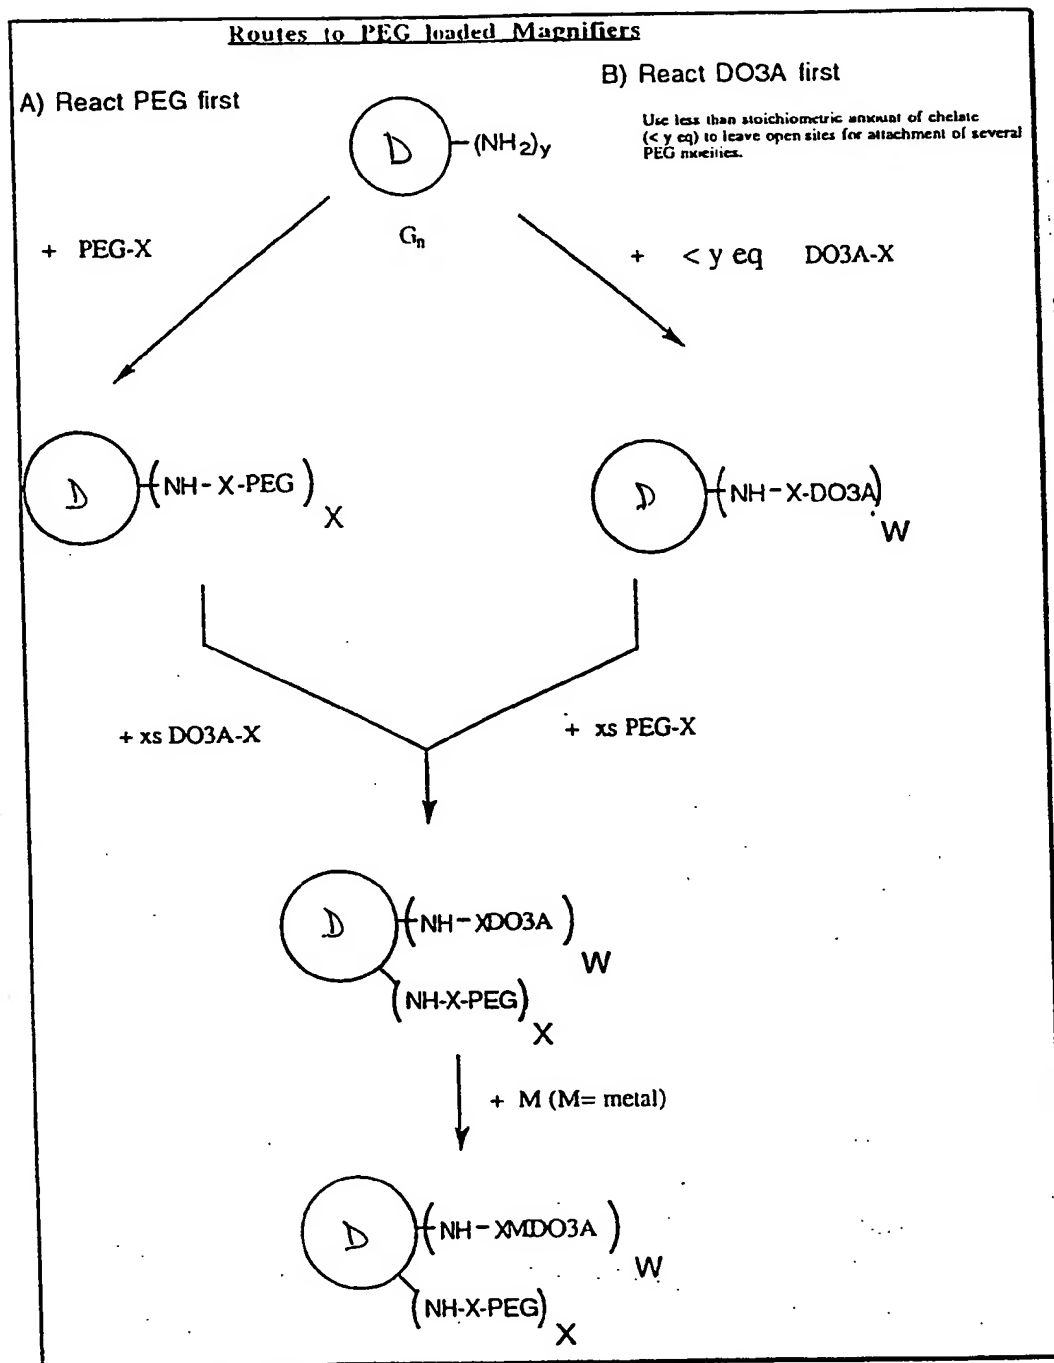 Routes to PEG loaded Magnifiers
A) React PEG first
B) React DO3A first
Use less than stoichiometric amount of chelate
(< y eq) to leave open sites for attachment of several
PEG moieities.
D
(NH2)y
Gn
+ PEG-X
+ < y eq DO3A-X
D
(NH - X-PEG)
X
D
(NH - X-DO3A)
W
+ xs DO3A-X
+ xs PEG-X
D
(NH - XDO3A)
W
(NH-X-PEG)
X
+ M (M= metal)
D
(NH - XMDO3A)
W
(NH-X-PEG)
X